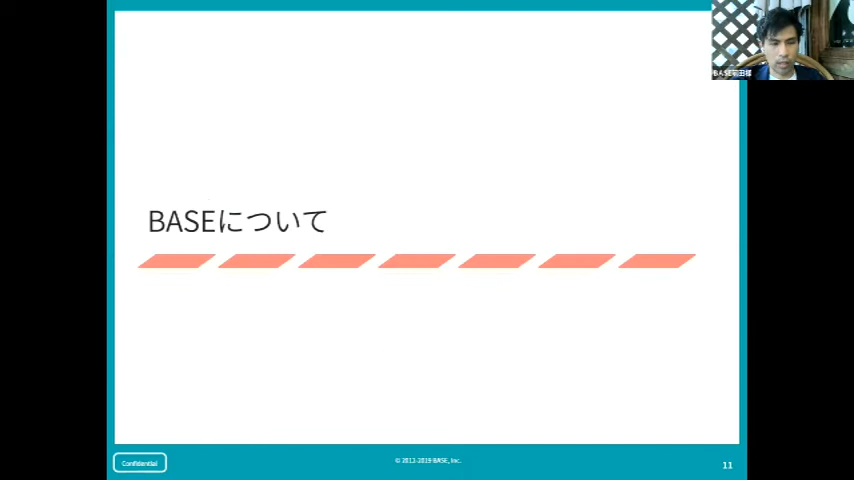 BASEについて
Confidential
© 2012-2019 BASE, Inc.
11